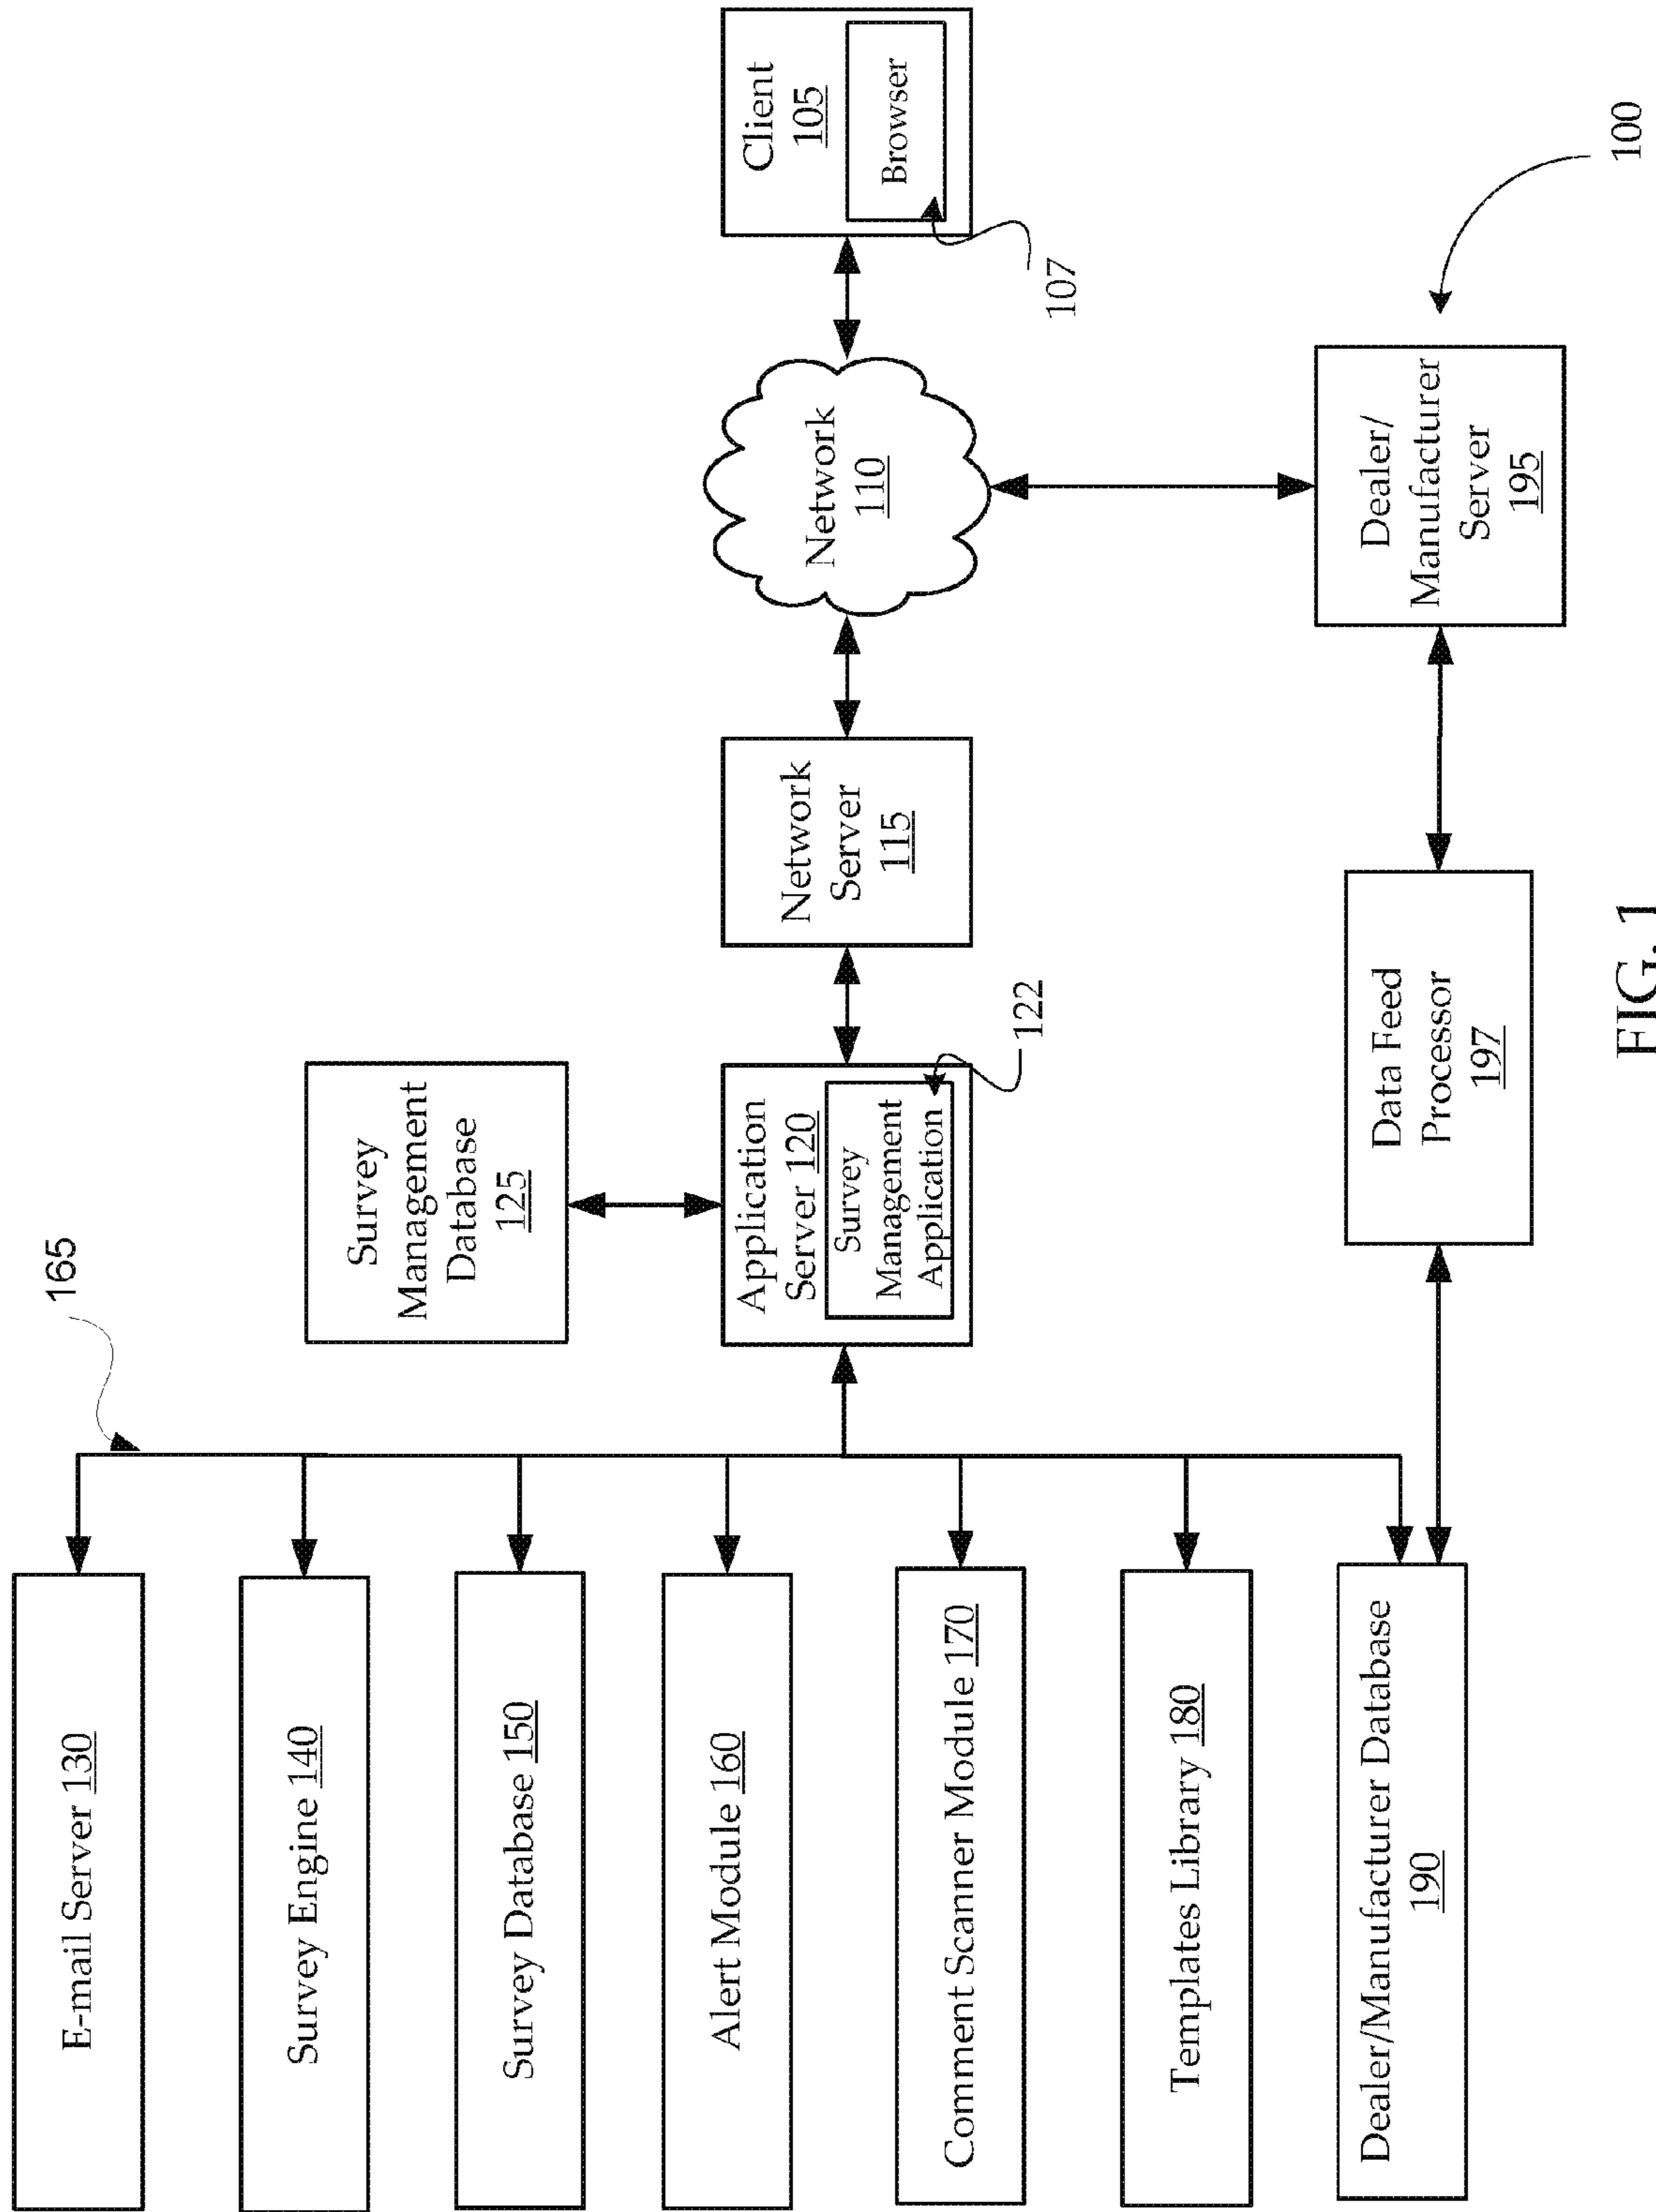 165
E-mail Server 130
Survey Engine 140
Survey Database 150
Alert Module 160
Comment Scanner Module 170
Templates Library 180
Dealer/Manufacturer Database
190
Survey
Management
Database
125
Application
Server 120
Survey
Management
Application
122
Network
Server
115
Network
110
Client
105
Browser
107
Data Feed
Processor
197
Dealer/
Manufacturer
Server
195
100
FIG. 1